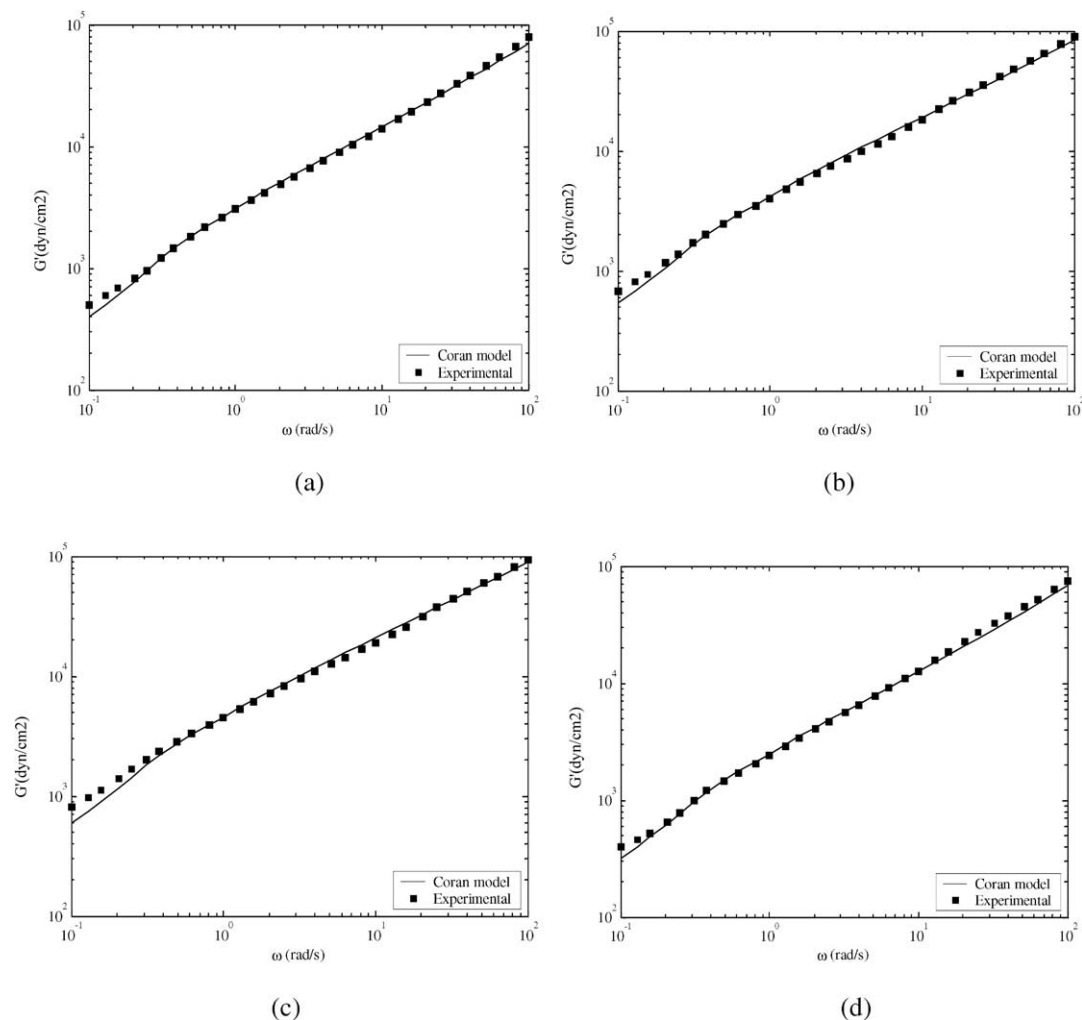 10^5
10^4
10^3
10^2
G'(dyn/cm2)
Coran model
Experimental
10^-1 10^0 10^1 10^2
ω (rad/s)
(a)
10^5
10^4
10^3
10^2
G'(dyn/cm2)
Coran model
Experimental
10^-1 10^0 10^1 10^2
ω (rad/s)
(b)
10^5
10^4
10^3
10^2
G'(dyn/cm2)
Coran model
Experimental
10^-1 10^0 10^1 10^2
ω (rad/s)
(c)
10^5
10^4
10^3
10^2
G'(dyn/cm2)
Coran model
Experimental
10^-1 10^0 10^1 10^2
ω (rad/s)
(d)